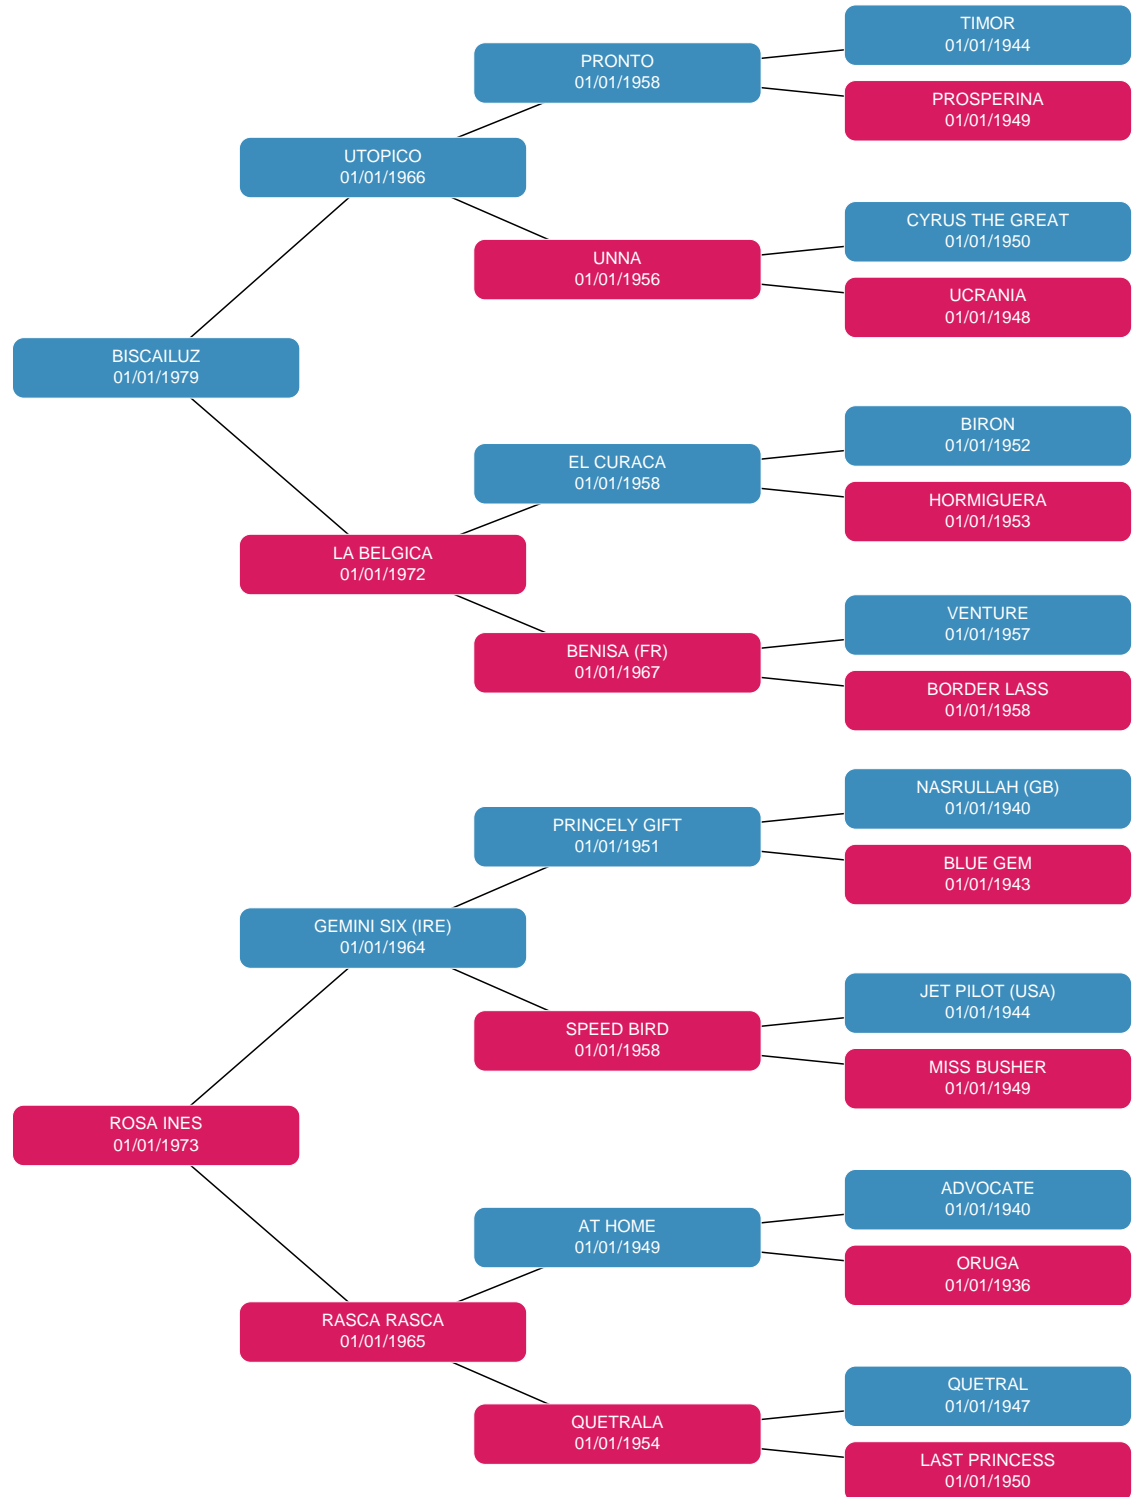 TIMOR
01/01/1944
PRONTO
01/01/1958
PROSPERINA
01/01/1949
UTOPICO
01/01/1966
CYRUS THE GREAT
01/01/1950
UNNA
01/01/1956
UCRANIA
01/01/1948
BISCAILUZ
01/01/1979
BIRON
01/01/1952
EL CURACA
01/01/1958
HORMIGUERA
01/01/1953
LA BELGICA
01/01/1972
VENTURE
01/01/1957
BENISA (FR)
01/01/1967
BORDER LASS
01/01/1958
NASRULLAH (GB)
01/01/1940
PRINCELY GIFT
01/01/1951
BLUE GEM
01/01/1943
GEMINI SIX (IRE)
01/01/1964
JET PILOT (USA)
01/01/1944
SPEED BIRD
01/01/1958
MISS BUSHER
01/01/1949
ROSA INES
01/01/1973
ADVOCATE
01/01/1940
AT HOME
01/01/1949
ORUGA
01/01/1936
RASCA RASCA
01/01/1965
QUETRAL
01/01/1947
QUETRALA
01/01/1954
LAST PRINCESS
01/01/1950